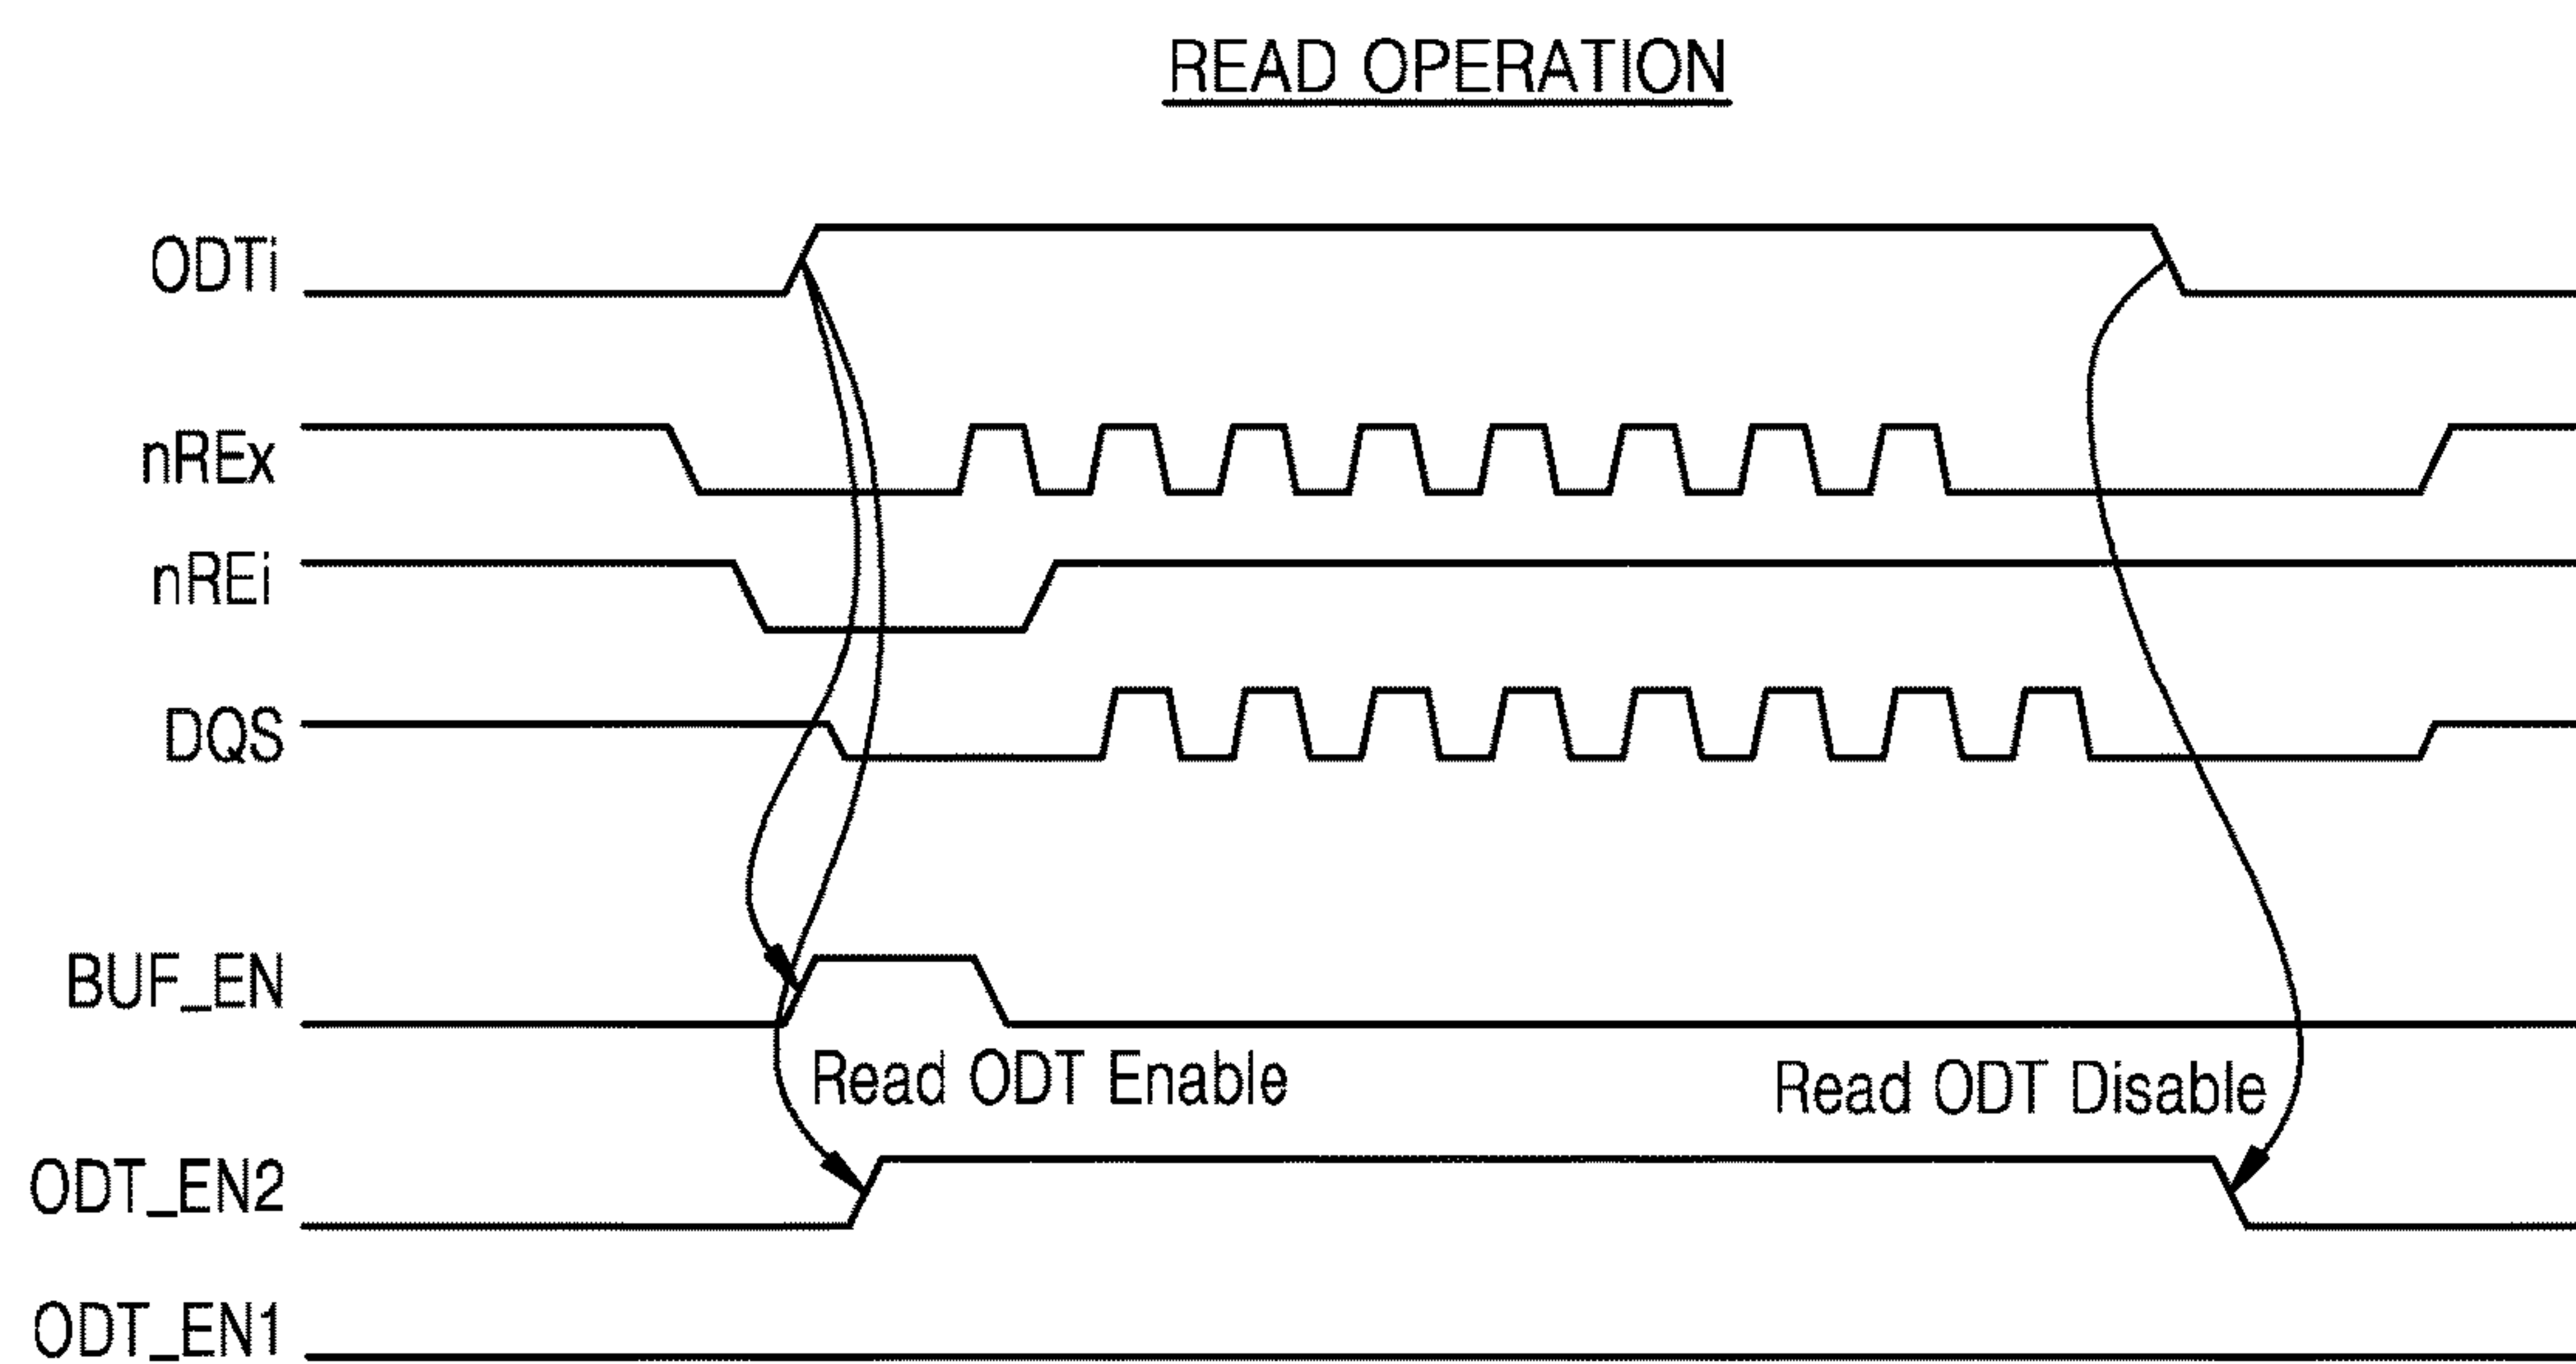 READ OPERATION
ODTi
nREx
nREi
DQS
BUF_EN
Read ODT Enable
Read ODT Disable
ODT_EN2
ODT_EN1